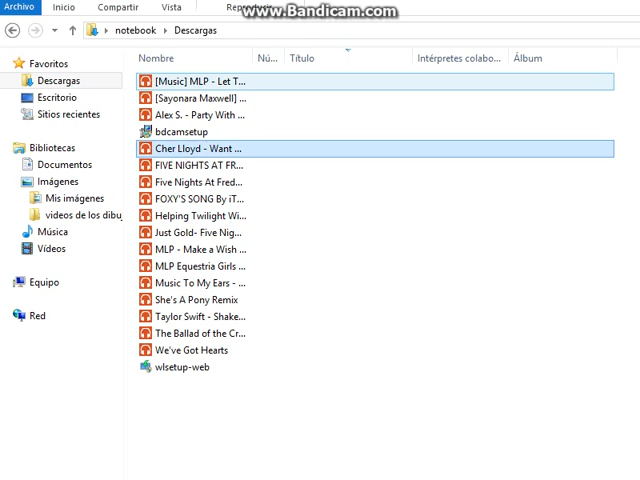 www.Bandicam.com
Archivo Inicio Compartir Vista
notebook Descargas
Nombre Nú... Título Intérpretes colabo... Álbum
Favoritos
Descargas
Escritorio
Sitios recientes
Bibliotecas
Documentos
Imágenes
Mis imágenes
videos de los dibuj
Música
Vídeos
Equipo
Red
[Music] MLP - Let T...
[Sayonara Maxwell] ...
Alex S. - Party With ...
bdcamsetup
Cher Lloyd - Want ...
FIVE NIGHTS AT FR...
Five Nights At Fred...
FOXY'S SONG By iT...
Helping Twilight Wi...
Just Gold- Five Nig...
MLP - Make a Wish ...
MLP Equestria Girls ...
Music To My Ears - ...
She's A Pony Remix
Taylor Swift - Shake...
The Ballad of the Cr...
We've Got Hearts
wlsetup-web